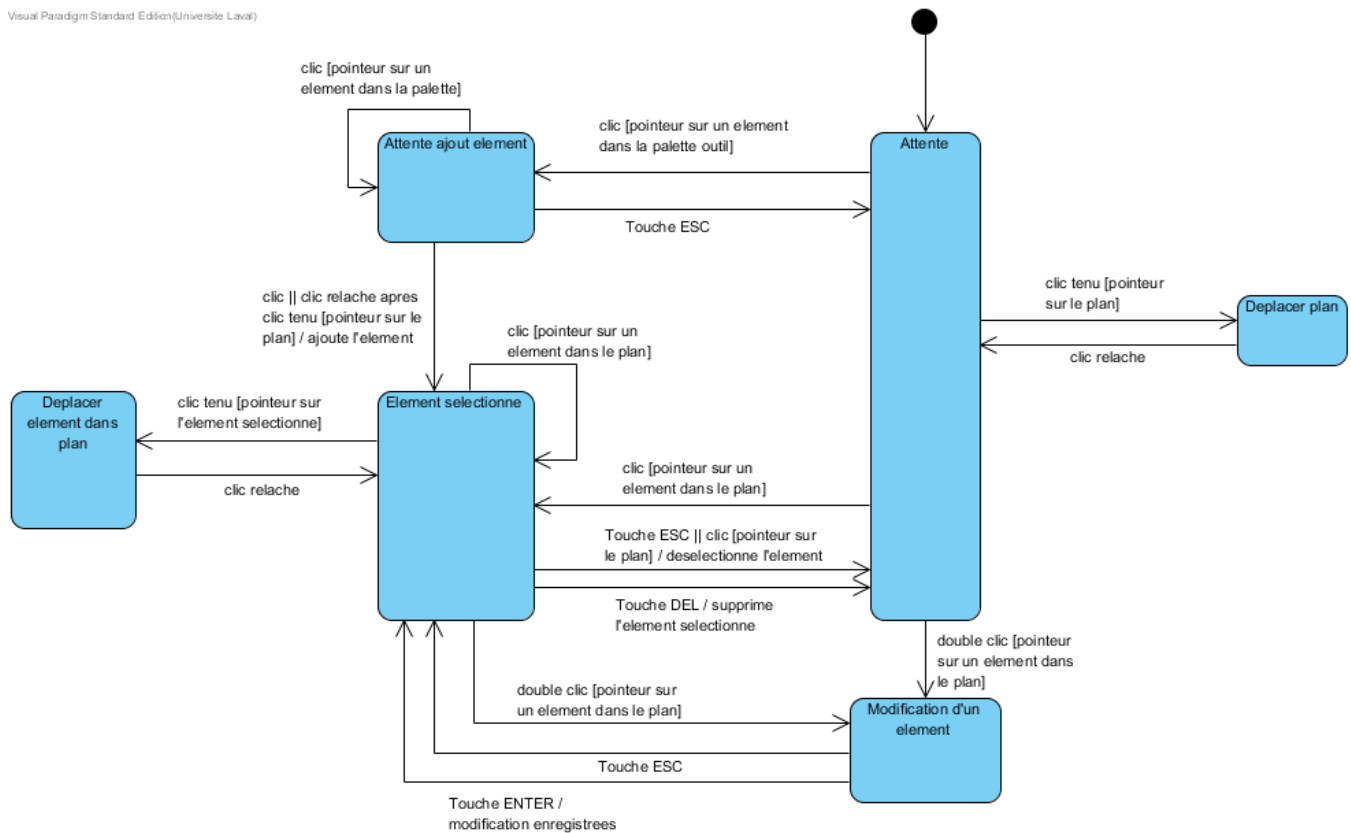 Visual Paradigm Standard Edition(Universite Laval)
clic [pointeur sur un
element dans la palette]
Attente ajout element
clic [pointeur sur un element
dans la palette outil]
Attente
Touche ESC
clic tenu [pointeur
sur le plan]
Deplacer plan
clic relache
clic || clic relache apres
clic tenu [pointeur sur le
plan] / ajoute l'element
clic [pointeur sur un
element dans le plan]
Deplacer
element dans
plan
clic tenu [pointeur sur
l'element selectionne]
Element selectionne
clic relache
clic [pointeur sur un
element dans le plan]
Touche ESC || clic [pointeur sur
le plan] / deselectionne l'element
Touche DEL / supprime
l'element selectionne
double clic [pointeur
sur un element dans
le plan]
double clic [pointeur sur
un element dans le plan]
Modification d'un
element
Touche ESC
Touche ENTER /
modification enregistrees